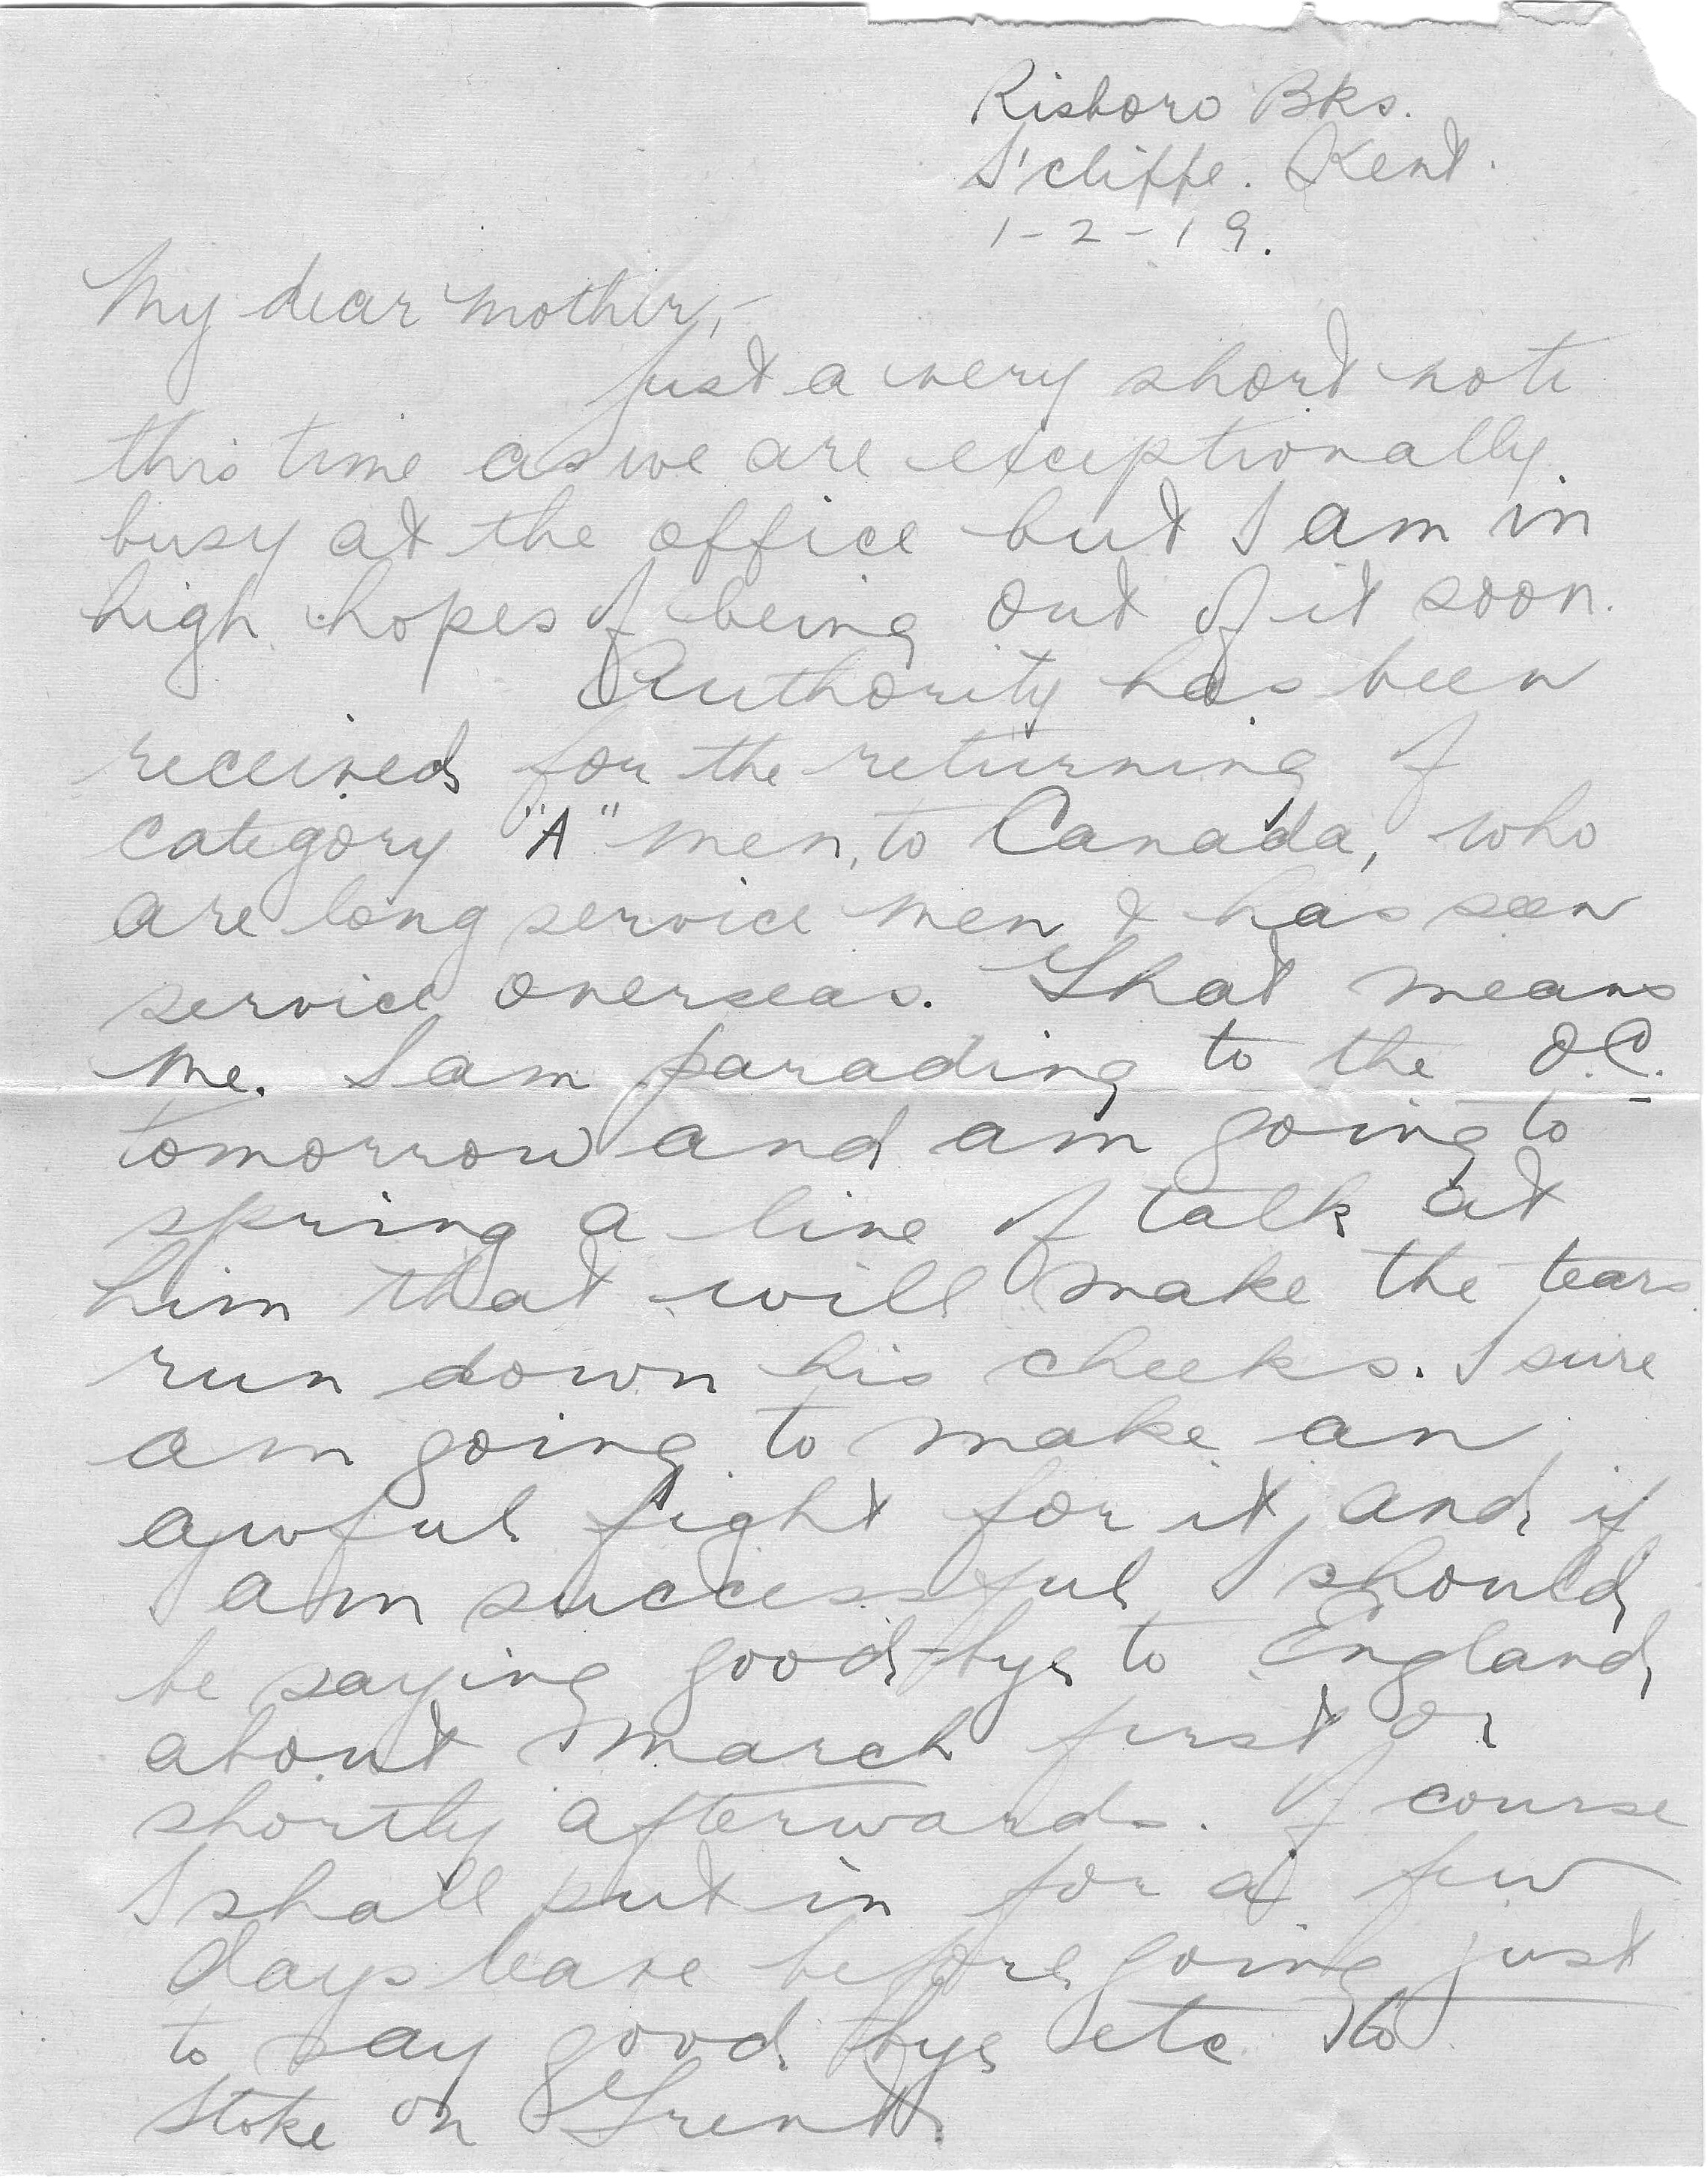 Risboro Bks.
S'cliffe. Kent.
1-2-19.
My dear mother,-
Just a very short note
this time as we are exceptionally
busy at the office but I am in
high hopes of being out of it soon.
Authority has been
received for the returning of
category "A" men, to Canada, who
are long service men & has seen
service overseas. That means
me. I am parading to the O.C.
tomorrow and am going to
spring a line of talk at
him that will make the tears
run down his cheeks. I sure
am going to make an
awful fight for it, and if
I am successful I should
be saying good-bye to England
about March first or
shortly afterwards. Of course
I shall put in for a few
days leave before going just
to say good bye etc to
Stoke on Trent.